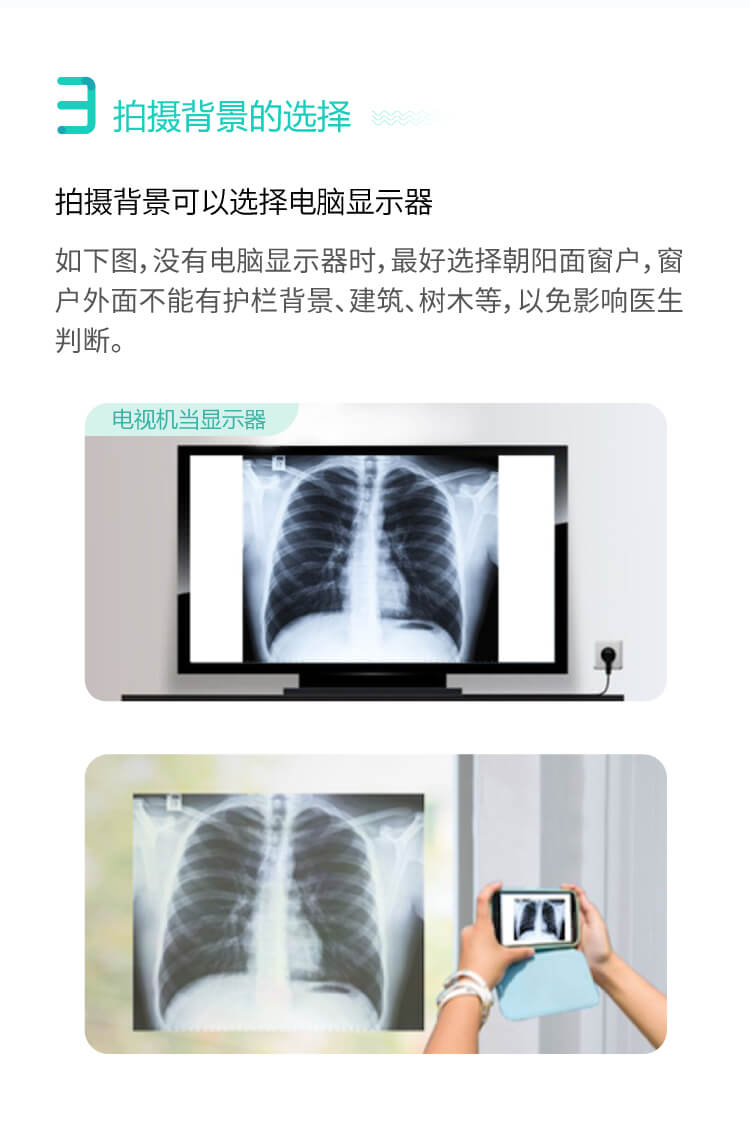 3 拍摄背景的选择
拍摄背景可以选择电脑显示器
如下图，没有电脑显示器时，最好选择朝阳面窗户，窗
户外面不能有护栏背景、建筑、树木等，以免影响医生
判断。
电视机当显示器